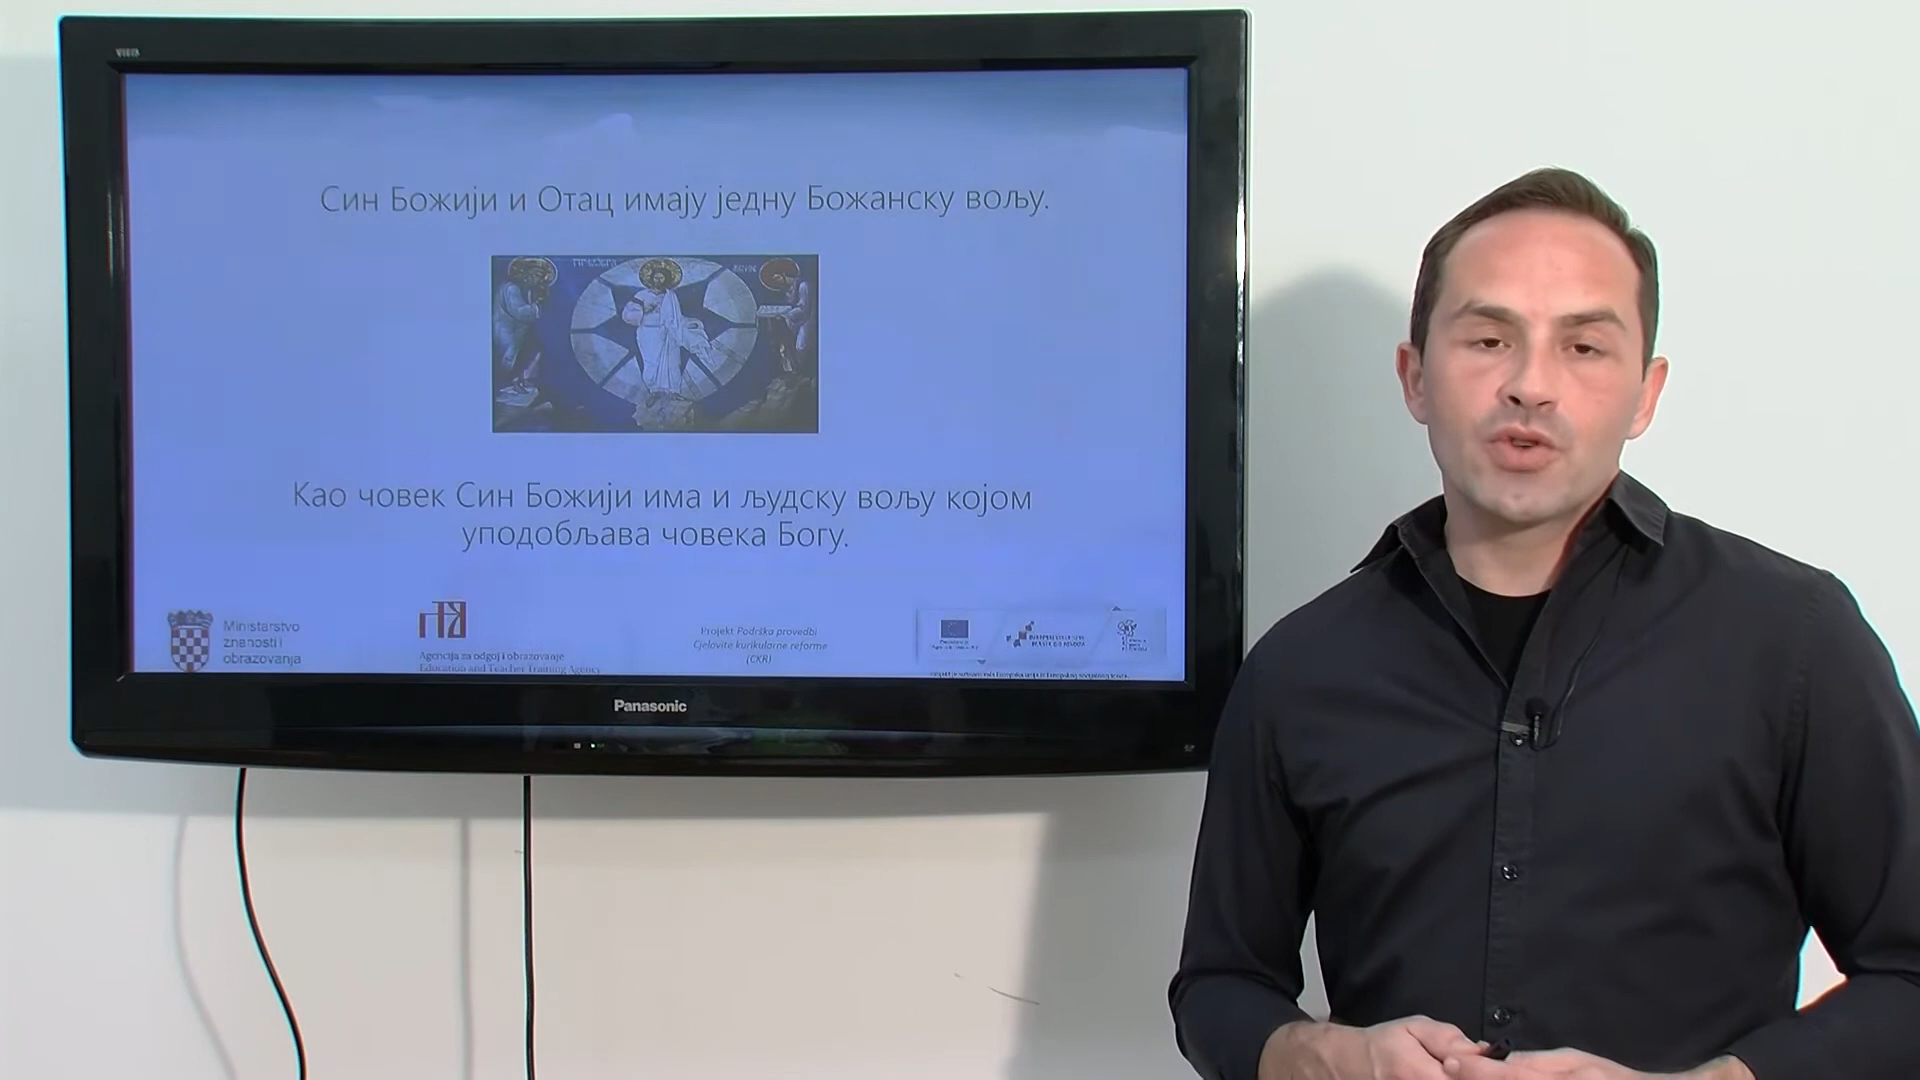 VIERA
Син Божији и Отац имају једну Божанску вољу.
Као човек Син Божији има и људску вољу којом
уподобљава човека Богу.
Ministarstvo
znanosti i
obrazovanja
Agencija za odgoj i obrazovanje
Education and Teacher Training Agency
Projekt Podrška provedbi
Cjelovite kurikularne reforme
(CKR)
Panasonic